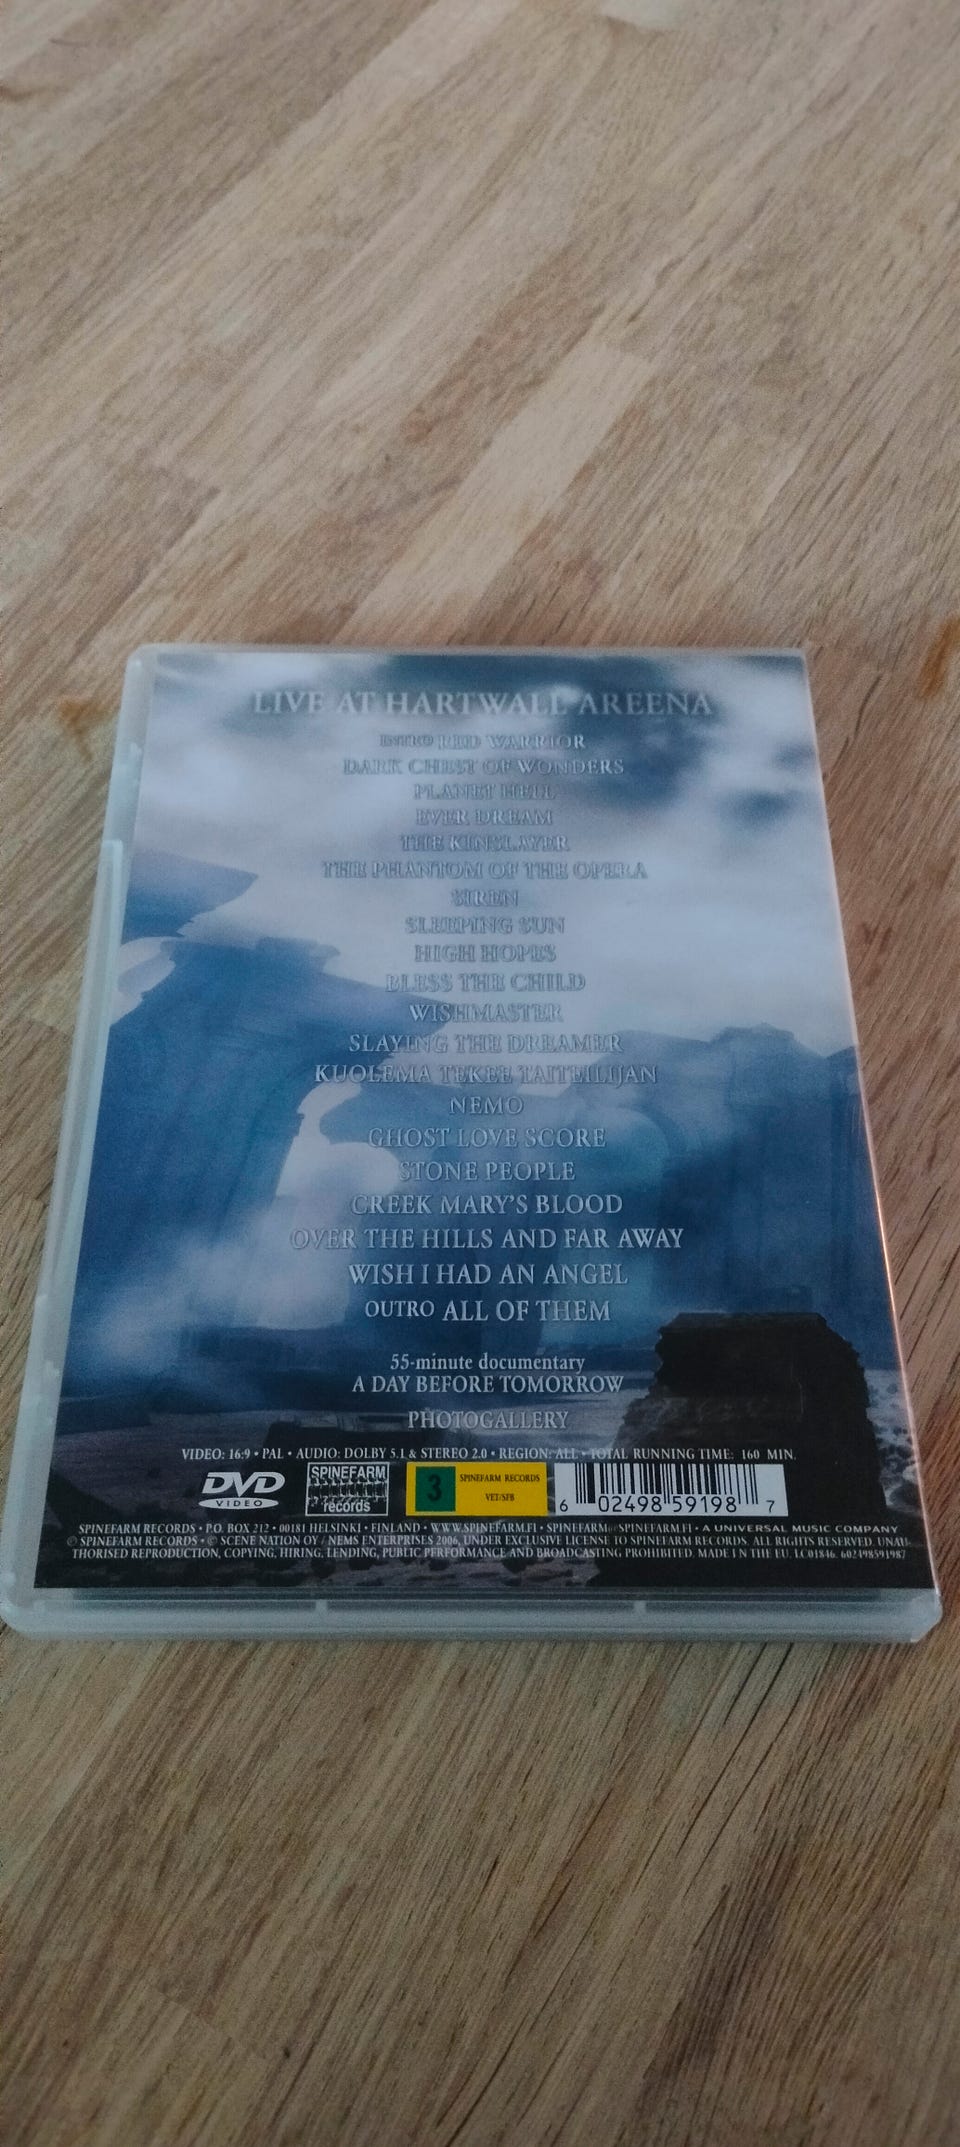 LIVE AT HARTWALL AREENA
INTRO RED WARRIOR
DARK CHEST OF WONDERS
PLANET HELL
EVER DREAM
THE KINSLAYER
THE PHANTOM OF THE OPERA
SIREN
SLEEPING SUN
HIGH HOPES
BLESS THE CHILD
WISHMASTER
SLAYING THE DREAMER
KUOLEMA TEKEE TAITEILIJAN
NEMO
GHOST LOVE SCORE
STONE PEOPLE
CREEK MARY'S BLOOD
OVER THE HILLS AND FAR AWAY
WISH I HAD AN ANGEL
OUTRO ALL OF THEM
55-minute documentary
A DAY BEFORE TOMORROW
PHOTOGALLERY
VIDEO: 16:9 • PAL • AUDIO: DOLBY 5.1 & STEREO 2.0 • REGION: ALL • TOTAL RUNNING TIME: 160 MIN.
DVD
VIDEO
SPINEFARM
records
3
SPINEFARM RECORDS
VET/SFB
6 02498 59198 7
SPINEFARM RECORDS • P.O. BOX 212 • 00181 HELSINKI • FINLAND • WWW.SPINEFARM.FI • SPINEFARM@SPINEFARM.FI • A UNIVERSAL MUSIC COMPANY
℗ SPINEFARM RECORDS • © SCENE NATION OY / NEMS ENTERPRISES 2006, UNDER EXCLUSIVE LICENSE TO SPINEFARM RECORDS. ALL RIGHTS RESERVED. UNAU-
THORISED REPRODUCTION, COPYING, HIRING, LENDING, PUBLIC PERFORMANCE AND BROADCASTING PROHIBITED. MADE IN THE EU. LC01846. 602498591987